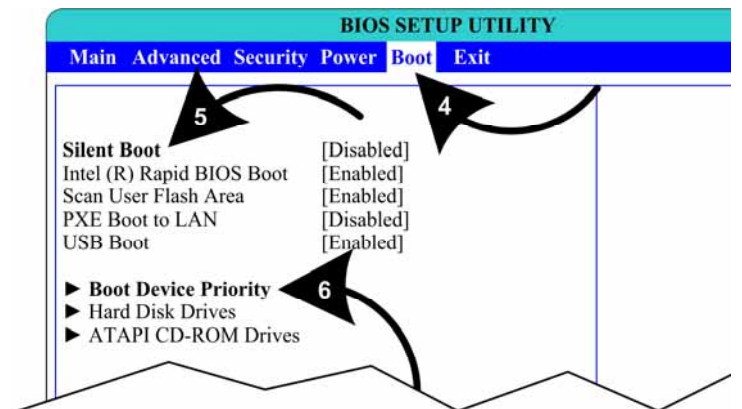 BIOS SETUP UTILITY
Main Advanced Security Power Boot Exit
4
5
Silent Boot [Disabled]
Intel (R) Rapid BIOS Boot [Enabled]
Scan User Flash Area [Enabled]
PXE Boot to LAN [Disabled]
USB Boot [Enabled]
► Boot Device Priority 6
► Hard Disk Drives
► ATAPI CD-ROM Drives